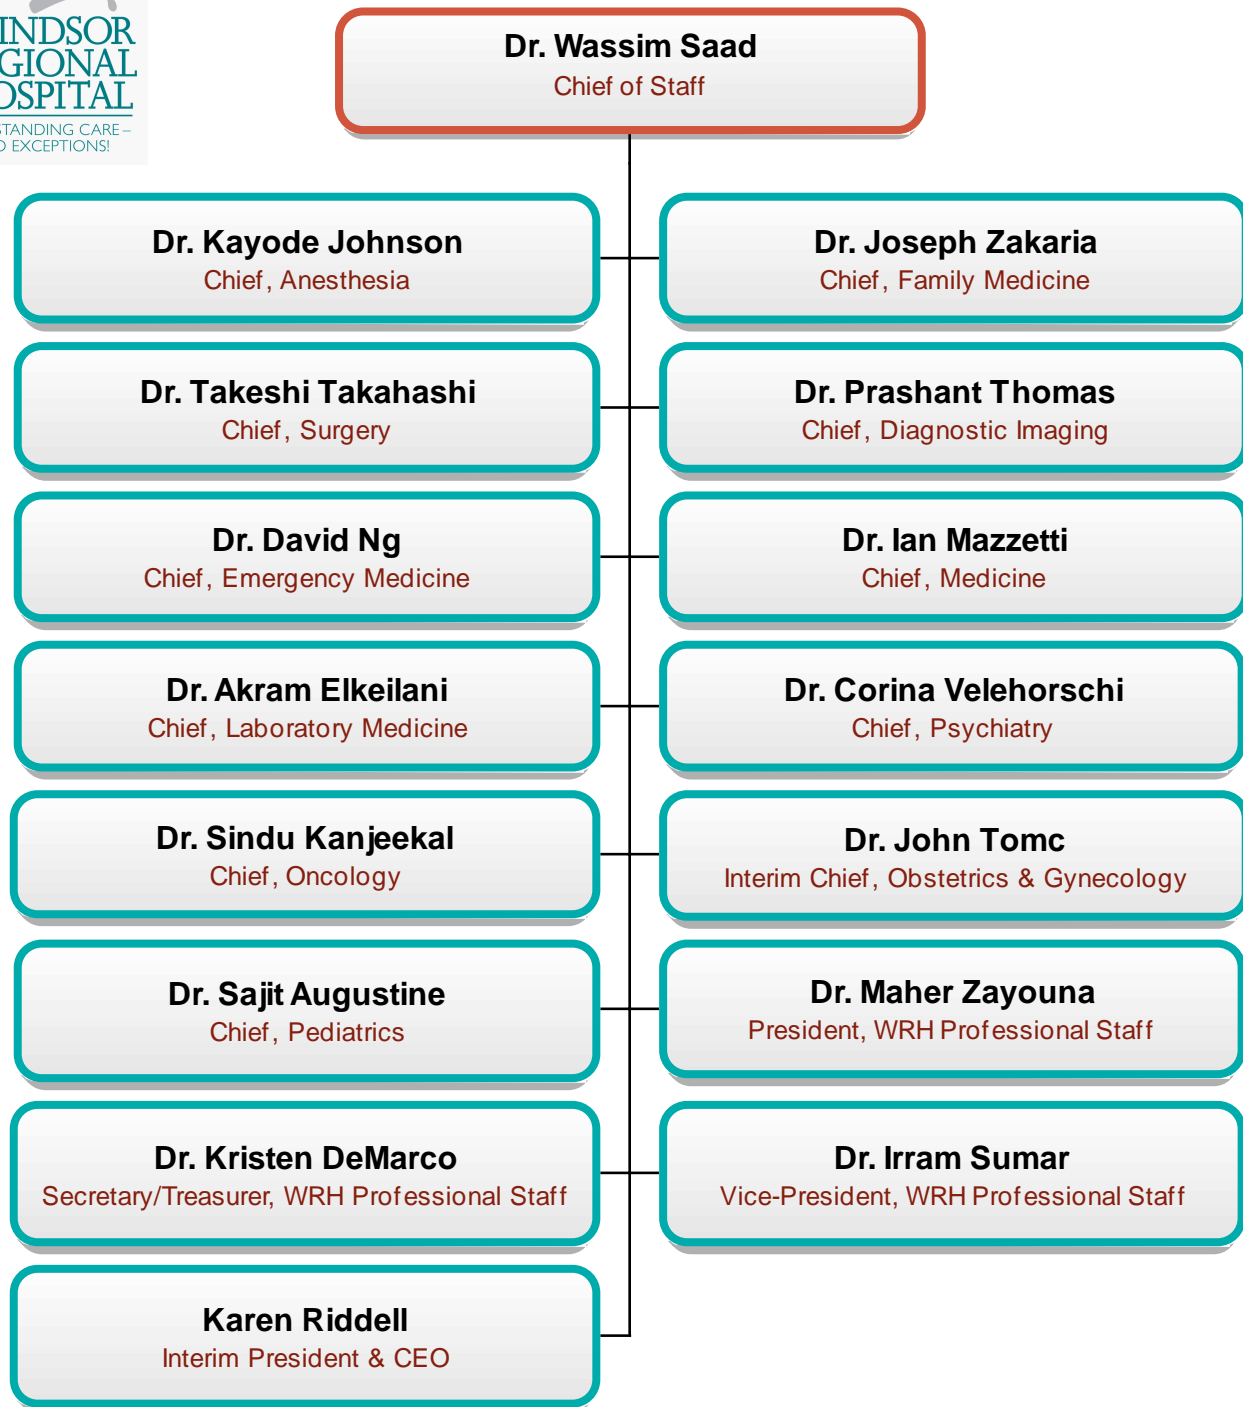 INDSOR
GIONAL
OSPITAL
STANDING CARE–
O EXCEPTIONS!
Dr. Wassim Saad
Chief of Staff
Dr. Kayode Johnson
Chief, Anesthesia
Dr. Joseph Zakaria
Chief, Family Medicine
Dr. Takeshi Takahashi
Chief, Surgery
Dr. Prashant Thomas
Chief, Diagnostic Imaging
Dr. David Ng
Chief, Emergency Medicine
Dr. Ian Mazzetti
Chief, Medicine
Dr. Akram Elkeilani
Chief, Laboratory Medicine
Dr. Corina Velehorschi
Chief, Psychiatry
Dr. Sindu Kanjeekal
Chief, Oncology
Dr. John Tomc
Interim Chief, Obstetrics & Gynecology
Dr. Sajit Augustine
Chief, Pediatrics
Dr. Maher Zayouna
President, WRH Professional Staff
Dr. Kristen DeMarco
Secretary/Treasurer, WRH Professional Staff
Dr. Irram Sumar
Vice-President, WRH Professional Staff
Karen Riddell
Interim President & CEO